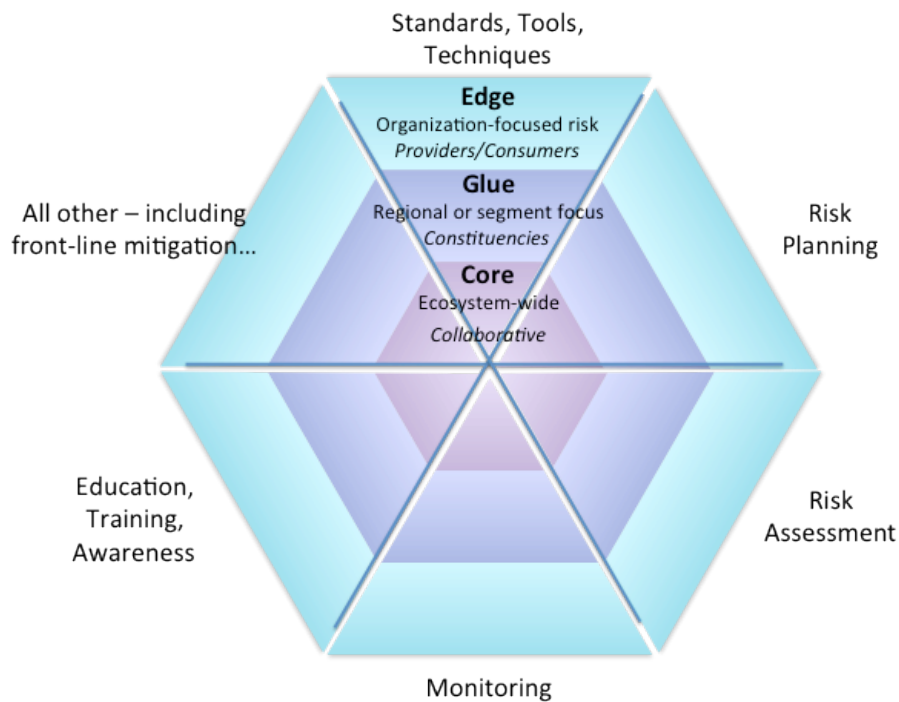 Standards, Tools,
Techniques
Edge
Organization-focused risk
Providers/Consumers
Glue
Regional or segment focus
Constituencies
Core
Ecosystem-wide
Collaborative
All other – including
front-line mitigation...
Risk
Planning
Education,
Training,
Awareness
Risk
Assessment
Monitoring